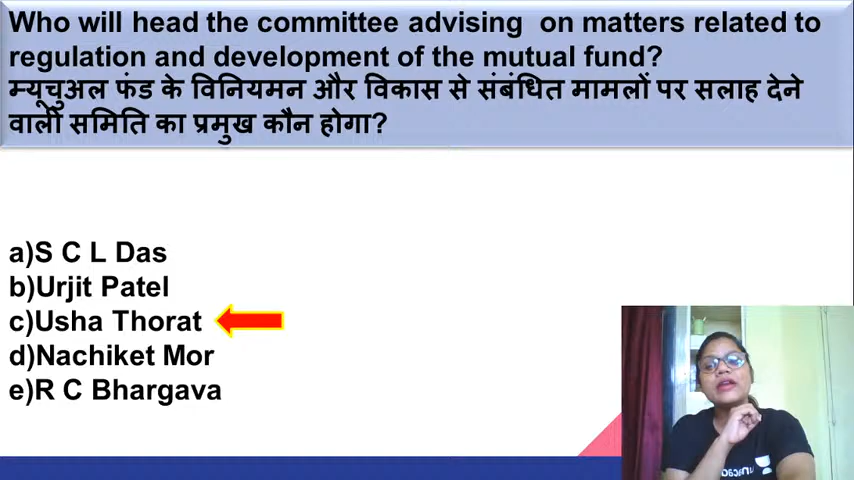 Who will head the committee advising on matters related to
regulation and development of the mutual fund?
म्यूचुअल फंड के विनियमन और विकास से संबंधित मामलों पर सलाह देने
वाली समिति का प्रमुख कौन होगा?
a)S C L Das
b)Urjit Patel
c)Usha Thorat
d)Nachiket Mor
e)R C Bhargava